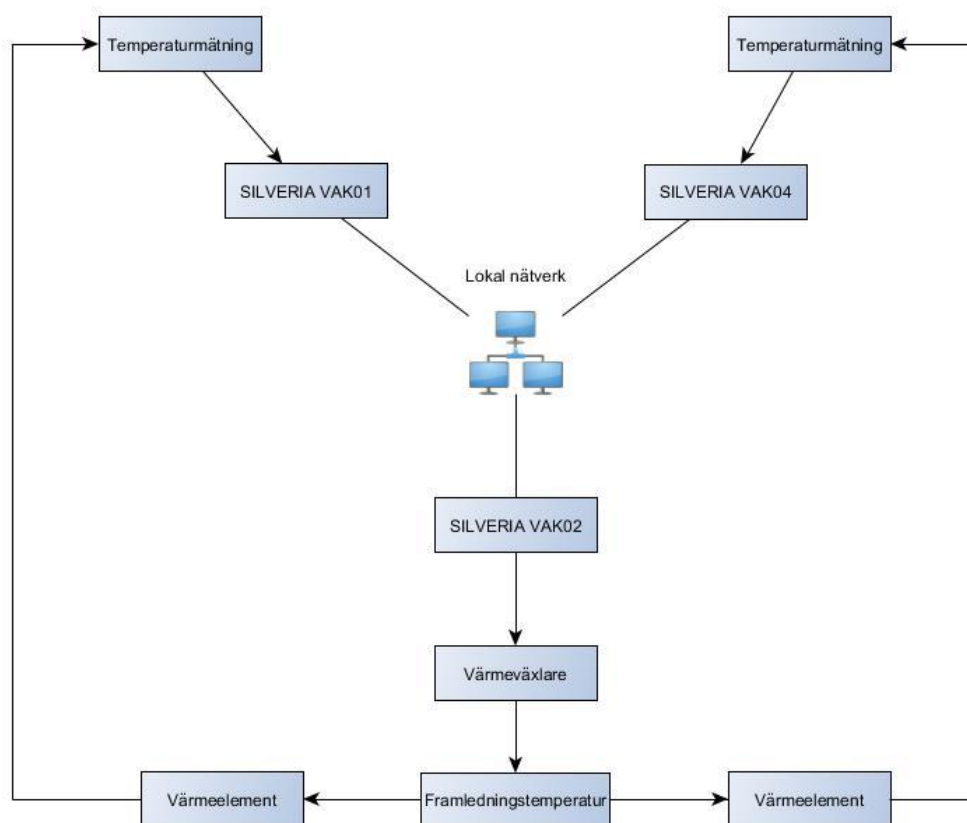 Temperaturmätning
Temperaturmätning
SILVERIA VAK01
SILVERIA VAK04
Lokal nätverk
SILVERIA VAK02
Värmeväxlare
Värmeelement
Framledningstemperatur
Värmeelement